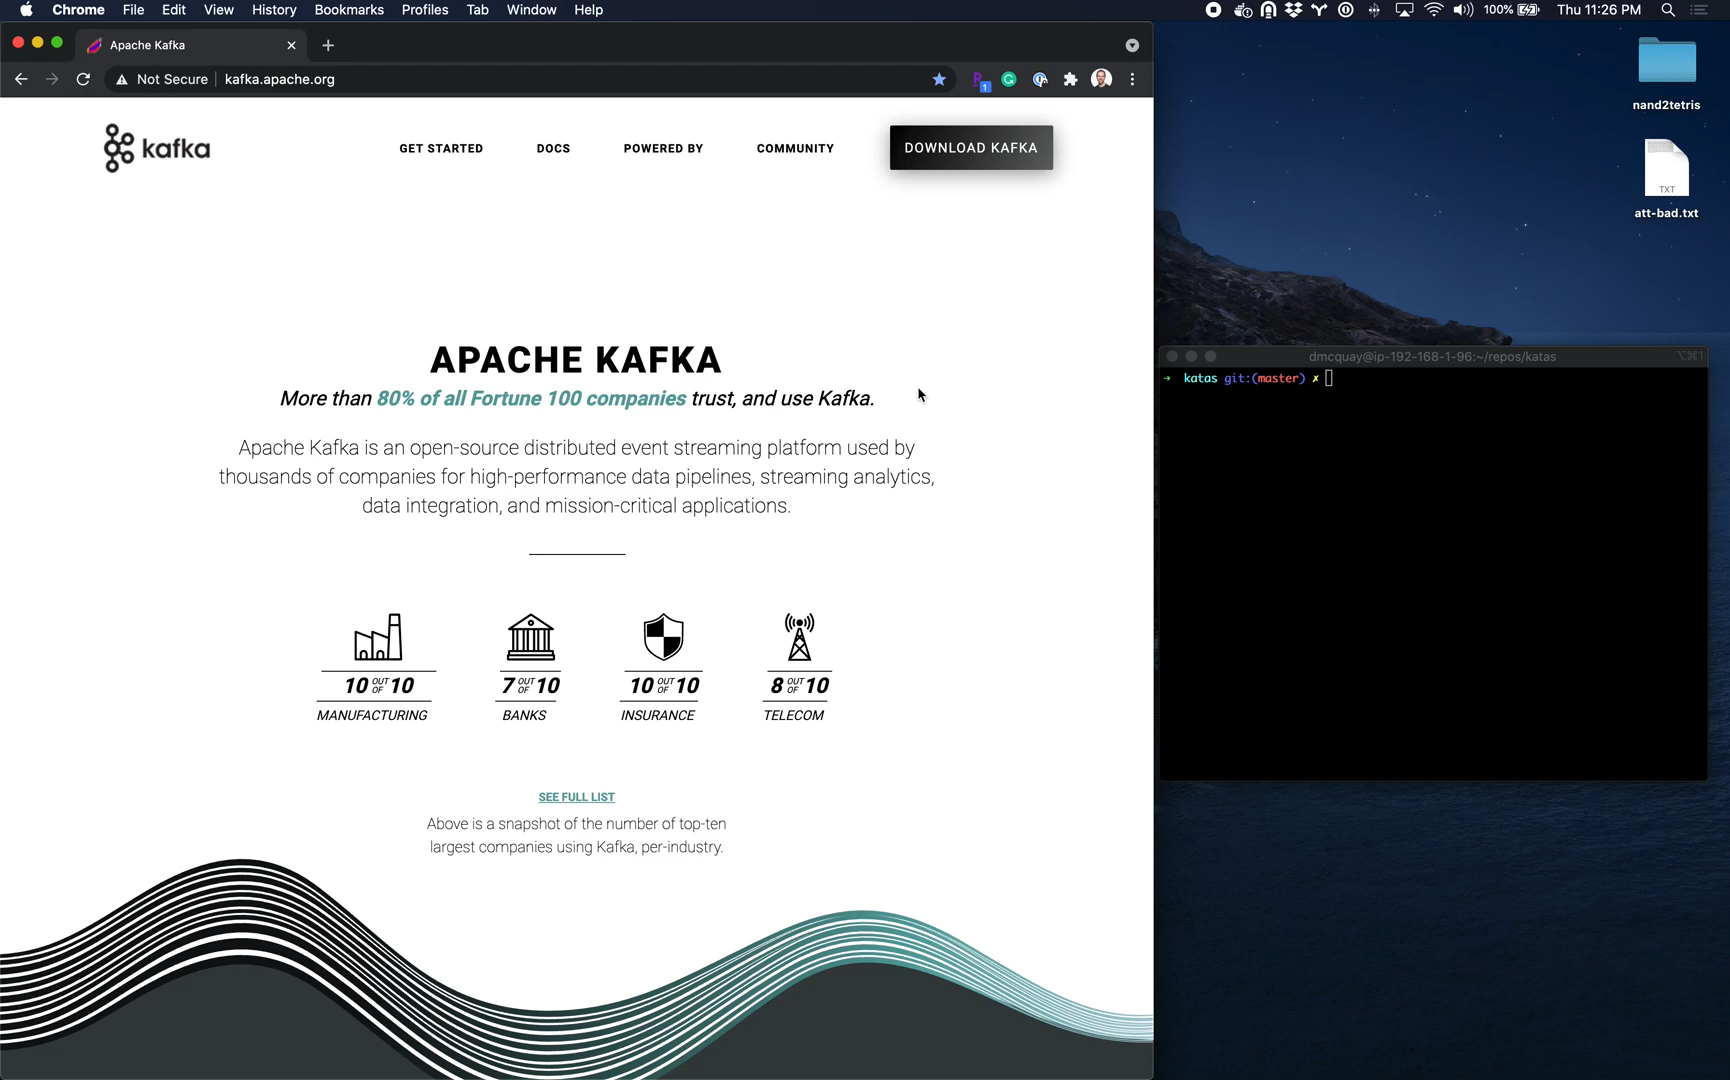 Chrome File Edit View History Bookmarks Profiles Tab Window Help
100% Thu 11:26 PM
Apache Kafka
Not Secure kafka.apache.org
1
kafka
GET STARTED DOCS POWERED BY COMMUNITY DOWNLOAD KAFKA
APACHE KAFKA
More than 80% of all Fortune 100 companies trust, and use Kafka.
Apache Kafka is an open-source distributed event streaming platform used by
thousands of companies for high-performance data pipelines, streaming analytics,
data integration, and mission-critical applications.
10 OUT OF 10 7 OUT OF 10 10 OUT OF 10 8 OUT OF 10
MANUFACTURING BANKS INSURANCE TELECOM
SEE FULL LIST
Above is a snapshot of the number of top-ten
largest companies using Kafka, per-industry.
nand2tetris
TXT
att-bad.txt
dmcquay@ip-192-168-1-96:~/repos/katas ⌥⌘1
→ katas git:(master) ✗